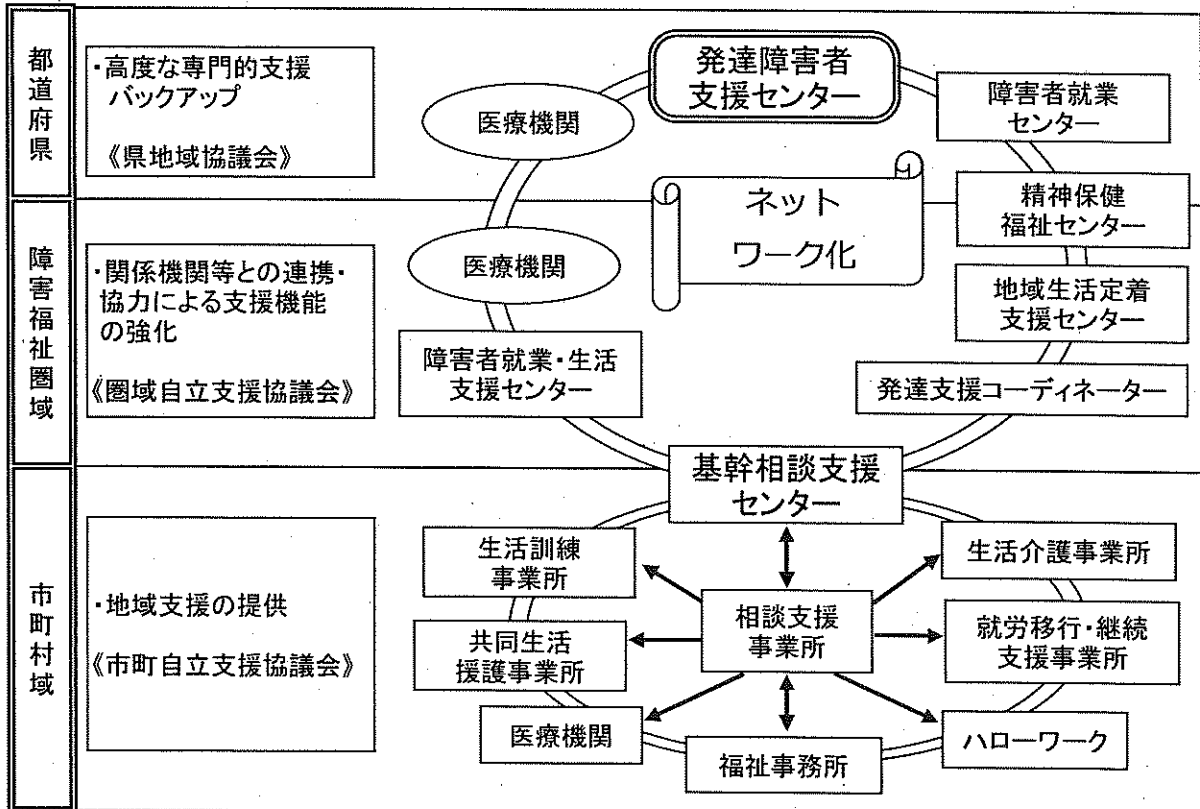 都道府県
・高度な専門的支援
バックアップ
《県地域協議会》
発達障害者
支援センター
医療機関
障害者就業
センター
ネット
ワーク化
精神保健
福祉センター
障害福祉圏域
・関係機関等との連携・
協力による支援機能
の強化
《圏域自立支援協議会》
医療機関
地域生活定着
支援センター
障害者就業・生活
支援センター
発達支援コーディネーター
基幹相談支援
センター
市町村域
・地域支援の提供
《市町自立支援協議会》
生活訓練
事業所
生活介護事業所
相談支援
事業所
共同生活
援護事業所
就労移行・継続
支援事業所
医療機関
福祉事務所
ハローワーク